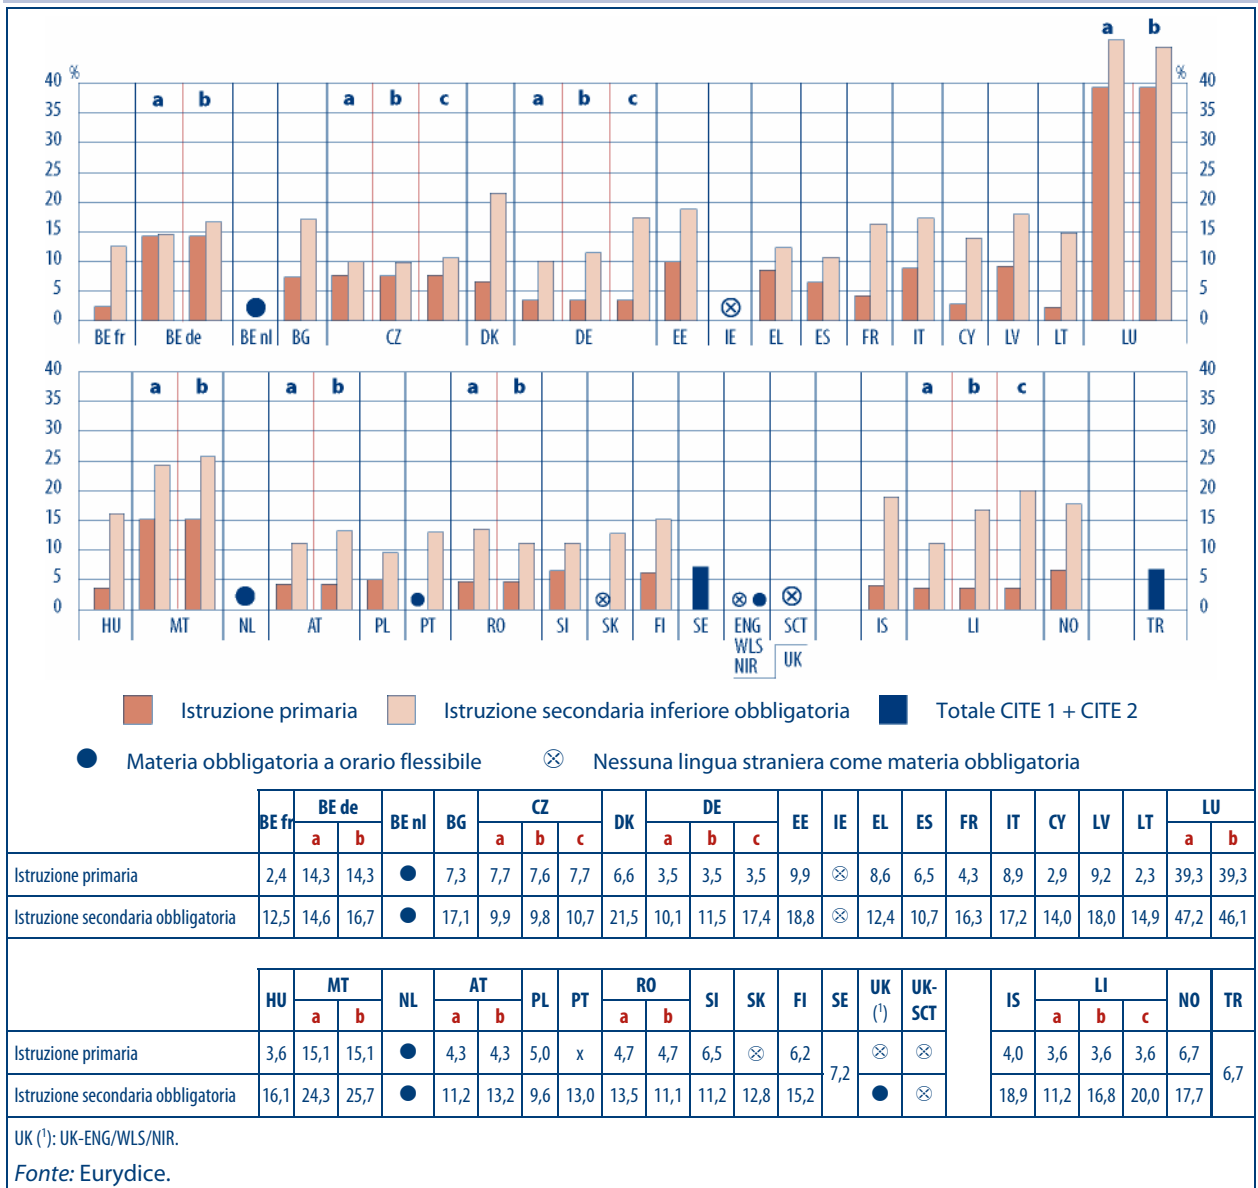 a b
% %
40 a b a b c a b c 40
35 35
30 30
25 25
20 20
15 15
10 10
5 5
0 0
BE fr BE de BE nl BG CZ DK DE EE IE EL ES FR IT CY LV LT LU
40 a b a b a b a b c 40
35 35
30 30
25 25
20 20
15 15
10 10
5 5
0 0
HU MT NL AT PL PT RO SI SK FI SE ENG SCT IS LI NO TR
WLS UK
NIR
Istruzione primaria Istruzione secondaria inferiore obbligatoria Totale CITE 1 + CITE 2
● Materia obbligatoria a orario flessibile ⊗ Nessuna lingua straniera come materia obbligatoria
BE fr BE de BE nl BG CZ DK DE EE IE EL ES FR IT CY LV LT LU
a b a b c a b c a b
Istruzione primaria 2,4 14,3 14,3 ● 7,3 7,7 7,6 7,7 6,6 3,5 3,5 3,5 9,9 ⊗ 8,6 6,5 4,3 8,9 2,9 9,2 2,3 39,3 39,3
Istruzione secondaria obbligatoria 12,5 14,6 16,7 ● 17,1 9,9 9,8 10,7 21,5 10,1 11,5 17,4 18,8 ⊗ 12,4 10,7 16,3 17,2 14,0 18,0 14,9 47,2 46,1
HU MT NL AT PL PT RO SI SK FI SE UK (1) UK-SCT IS LI NO TR
a b a b a b a b c
Istruzione primaria 3,6 15,1 15,1 ● 4,3 4,3 5,0 x 4,7 4,7 6,5 ⊗ 6,2 7,2 ⊗ ⊗ 4,0 3,6 3,6 3,6 6,7 6,7
Istruzione secondaria obbligatoria 16,1 24,3 25,7 ● 11,2 13,2 9,6 13,0 13,5 11,1 11,2 12,8 15,2 ● ⊗ 18,9 11,2 16,8 20,0 17,7
UK (1): UK-ENG/WLS/NIR.
Fonte: Eurydice.